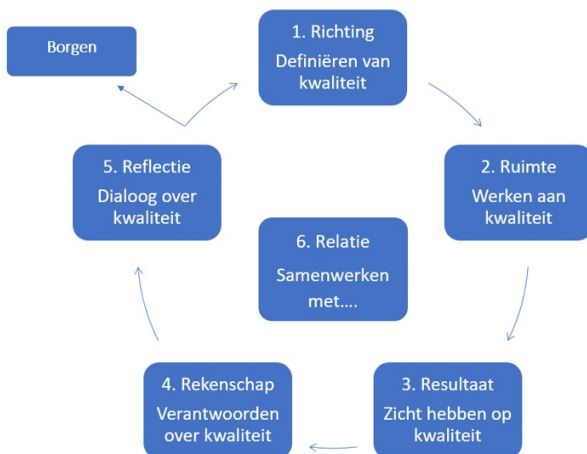 Borgen
1. Richting
Definiëren van
kwaliteit
2. Ruimte
Werken aan
kwaliteit
3. Resultaat
Zicht hebben op
kwaliteit
4. Rekenschap
Verantwoorden
over kwaliteit
5. Reflectie
Dialoog over
kwaliteit
6. Relatie
Samenwerken
met....